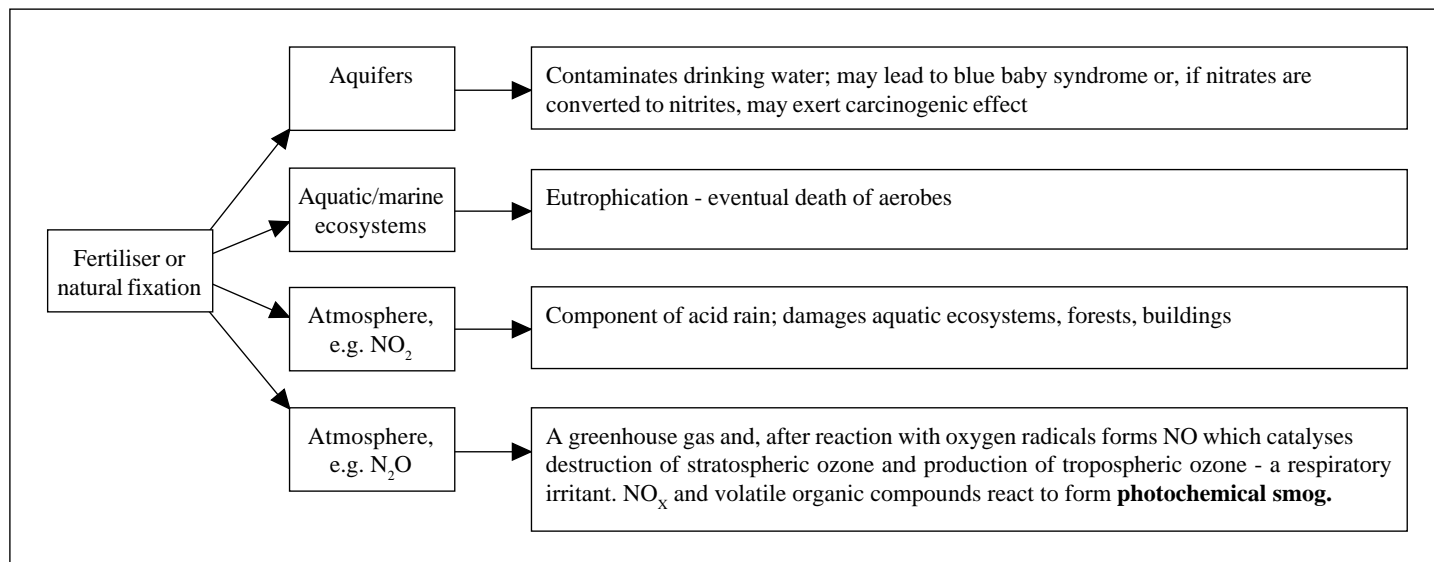 Aquifers
Contaminates drinking water; may lead to blue baby syndrome or, if nitrates are
converted to nitrites, may exert carcinogenic effect
Aquatic/marine
ecosystems
Eutrophication - eventual death of aerobes
Fertiliser or
natural fixation
Atmosphere,
e.g. NO₂
Component of acid rain; damages aquatic ecosystems, forests, buildings
Atmosphere,
e.g. N₂O
A greenhouse gas and, after reaction with oxygen radicals forms NO which catalyses
destruction of stratospheric ozone and production of tropospheric ozone - a respiratory
irritant. NOX and volatile organic compounds react to form photochemical smog.